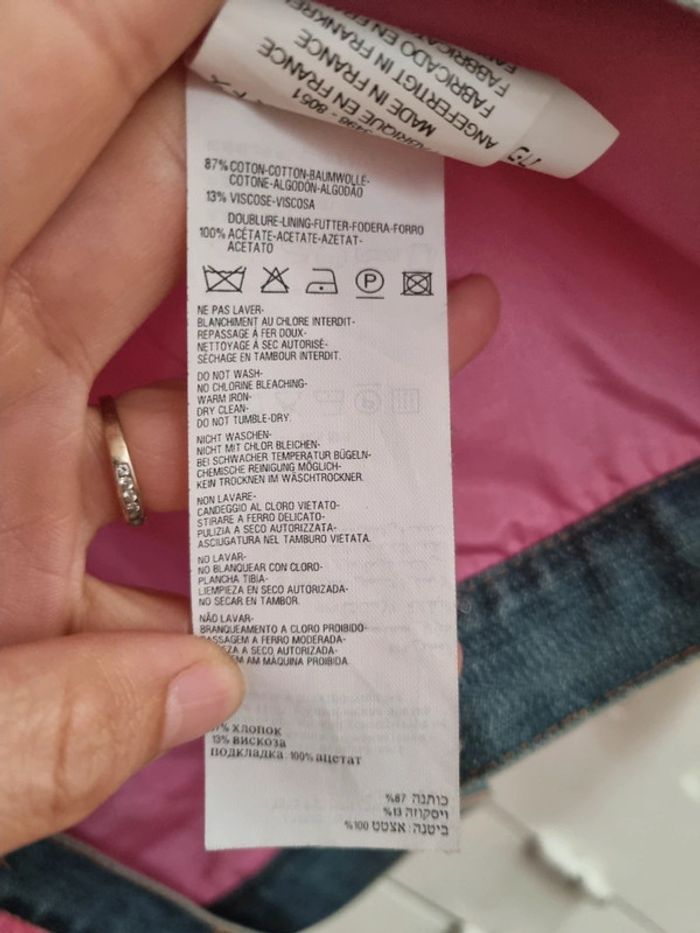 FABRICADO EN FR
ANGEFERTIGT IN FRANKRE
MADE IN FRANCE
FABRIQUE EN FRANCE
- 8051
87% COTON-COTTON-BAUMWOLLE-
COTONE-ALGODÓN-ALGODÃO
13% VISCOSE-VISCOSA
DOUBLURE-LINING-FUTTER-FODERA-FORRO
100% ACÉTATE-ACETATE-AZETAT-
ACETATO
P
NE PAS LAVER-
BLANCHIMENT AU CHLORE INTERDIT-
REPASSAGE À FER DOUX-
NETTOYAGE À SEC AUTORISÉ-
SÉCHAGE EN TAMBOUR INTERDIT.
DO NOT WASH-
NO CHLORINE BLEACHING-
WARM IRON-
DRY CLEAN-
DO NOT TUMBLE-DRY.
NICHT WASCHEN-
NICHT MIT CHLOR BLEICHEN-
BEI SCHWACHER TEMPERATUR BÜGELN-
CHEMISCHE REINIGUNG MÖGLICH-
KEIN TROCKNEN IM WÄSCHTROCKNER.
NON LAVARE-
CANDEGGIO AL CLORO VIETATO-
STIRARE A FERRO DELICATO-
PULIZIA A SECO AUTORIZZATA-
ASCIUGATURA NEL TAMBURO VIETATA.
NO LAVAR-
NO BLANQUEAR CON CLORO-
PLANCHA TIBIA-
LIEMPIEZA EN SECO AUTORIZADA-
NO SECAR EN TAMBOR.
NÃO LAVAR-
BRANQUEAMENTO A CLORO PROIBIDO-
PASSAGEM A FERRO MODERADA-
A SECO AUTORIZADA-
EM AM MAQUINA PROIBIDA
ХЛОПОК
13% ВИСКОЗА
ПОДКЛАДКА 100% ацетат
כותנה 87%
ויסקוזה 13%
ביטנה: אצטט 100%